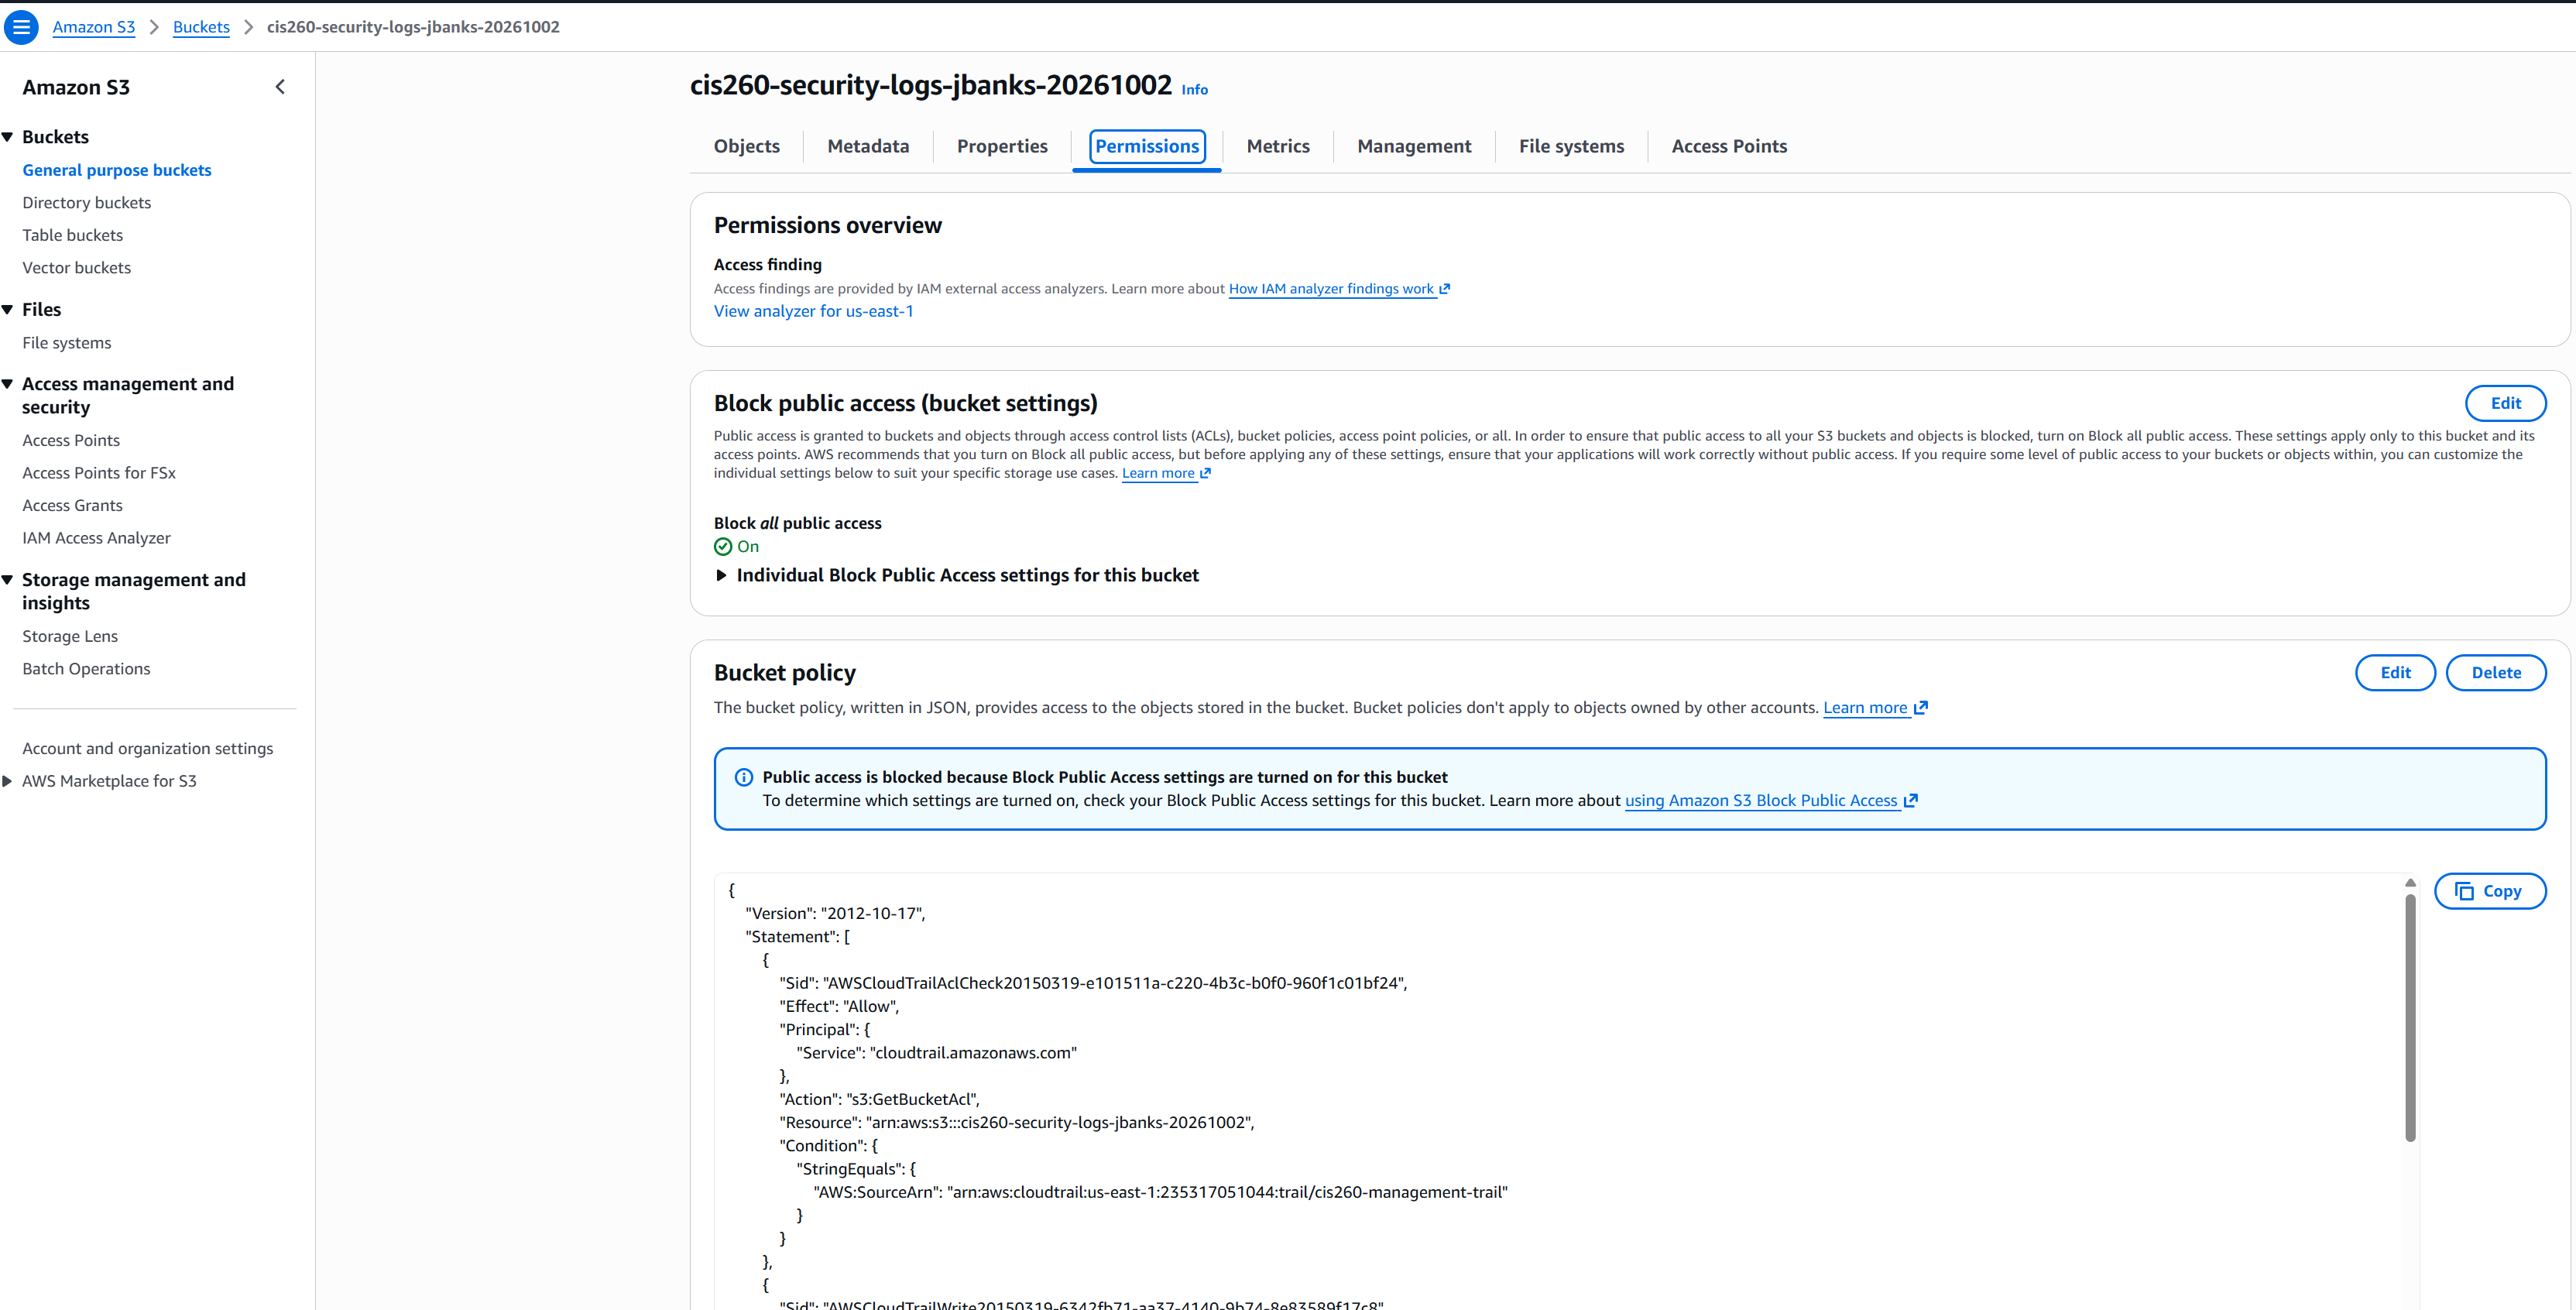 Amazon S3 > Buckets > cis260-security-logs-jbanks-20261002
Amazon S3
Buckets
General purpose buckets
Directory buckets
Table buckets
Vector buckets
Files
File systems
Access management and
security
Access Points
Access Points for FSx
Access Grants
IAM Access Analyzer
Storage management and
insights
Storage Lens
Batch Operations
Account and organization settings
AWS Marketplace for S3
cis260-security-logs-jbanks-20261002 Info
Objects Metadata Properties Permissions Metrics Management File systems Access Points
Permissions overview
Access finding
Access findings are provided by IAM external access analyzers. Learn more about How IAM analyzer findings work
View analyzer for us-east-1
Block public access (bucket settings) Edit
Public access is granted to buckets and objects through access control lists (ACLs), bucket policies, access point policies, or all. In order to ensure that public access to all your S3 buckets and objects is blocked, turn on Block all public access. These settings apply only to this bucket and its
access points. AWS recommends that you turn on Block all public access, but before applying any of these settings, ensure that your applications will work correctly without public access. If you require some level of public access to your buckets or objects within, you can customize the
individual settings below to suit your specific storage use cases. Learn more
Block all public access
On
Individual Block Public Access settings for this bucket
Bucket policy Edit Delete
The bucket policy, written in JSON, provides access to the objects stored in the bucket. Bucket policies don't apply to objects owned by other accounts. Learn more
Public access is blocked because Block Public Access settings are turned on for this bucket
To determine which settings are turned on, check your Block Public Access settings for this bucket. Learn more about using Amazon S3 Block Public Access
Copy
{
"Version": "2012-10-17",
"Statement": [
{
"Sid": "AWSCloudTrailAclCheck20150319-e101511a-c220-4b3c-b0f0-960f1c01bf24",
"Effect": "Allow",
"Principal": {
"Service": "cloudtrail.amazonaws.com"
},
"Action": "s3:GetBucketAcl",
"Resource": "arn:aws:s3:::cis260-security-logs-jbanks-20261002",
"Condition": {
"StringEquals": {
"AWS:SourceArn": "arn:aws:cloudtrail:us-east-1:235317051044:trail/cis260-management-trail"
}
}
},
{
"Sid": "AWSCloudTrailWrite20150319-6342fb71-aa37-4140-9b74-8e83589f17c8",